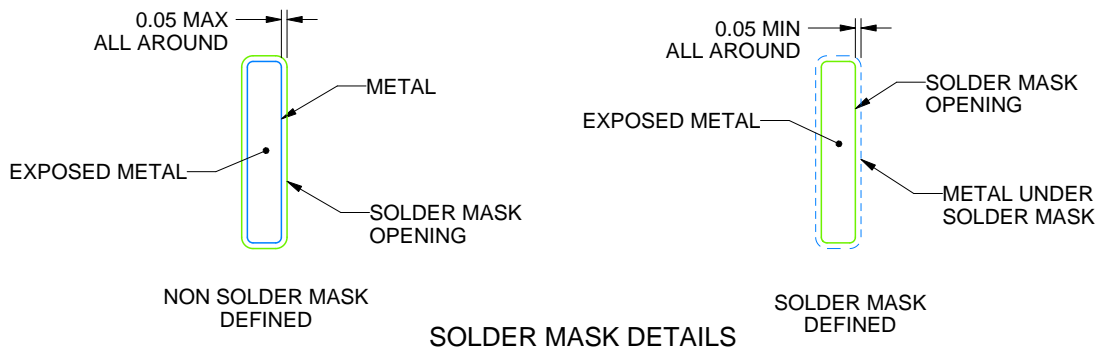 0.05 MAX
ALL AROUND
METAL
EXPOSED METAL
SOLDER MASK
OPENING
NON SOLDER MASK
DEFINED
0.05 MIN
ALL AROUND
SOLDER MASK
OPENING
EXPOSED METAL
METAL UNDER
SOLDER MASK
SOLDER MASK
DEFINED
SOLDER MASK DETAILS